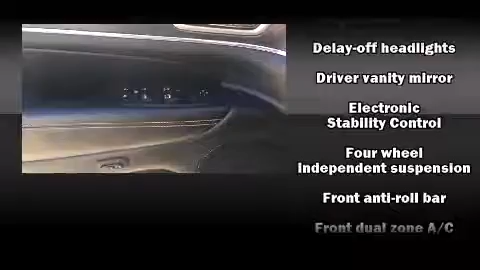 Delay-off headlights
Driver vanity mirror
Electronic
Stability Control
Four wheel
independent suspension
Front anti-roll bar
Front dual zone A/C